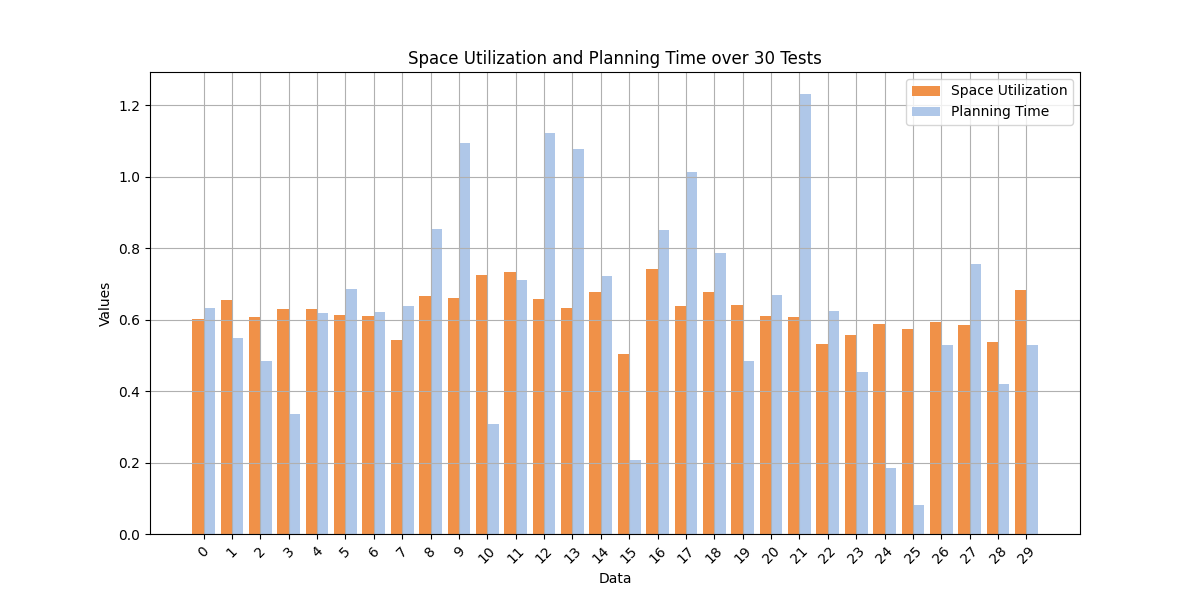 Space Utilization and Planning Time over 30 Tests
Space Utilization
Planning Time
1.2
1.0
0.8
0.6
0.4
0.2
0.0
Values
0 1 2 3 4 5 6 7 8 9 10 11 12 13 14 15 16 17 18 19 20 21 22 23 24 25 26 27 28 29
Data